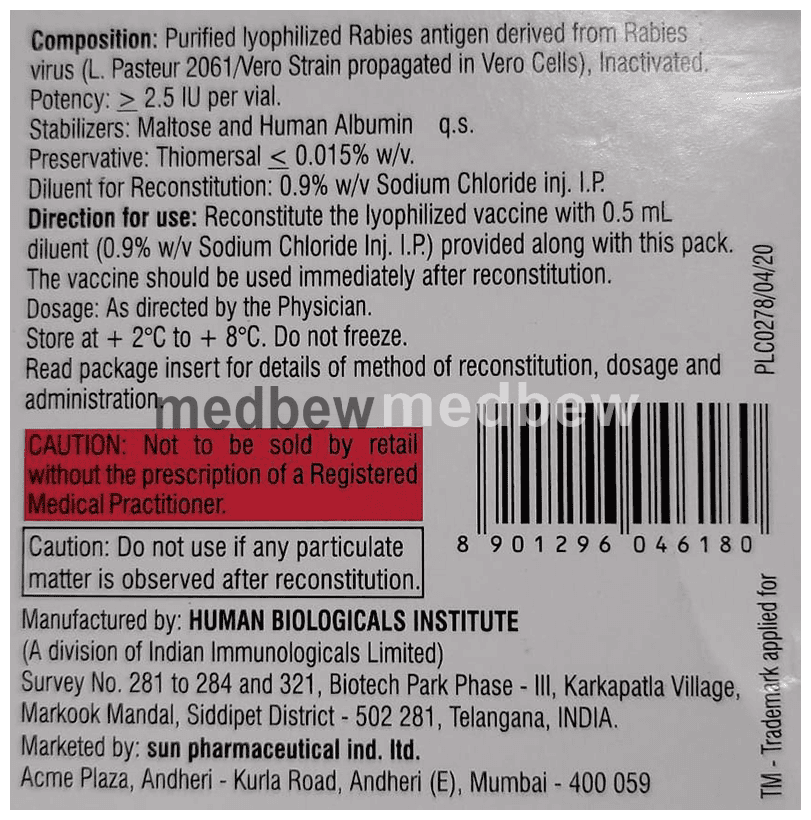 Composition: Purified lyophilized Rabies antigen derived from Rabies
virus (L. Pasteur 2061/Vero Strain propagated in Vero Cells), Inactivated.
Potency: ≥ 2.5 IU per vial.
Stabilizers: Maltose and Human Albumin q.s.
Preservative: Thiomersal ≤ 0.015% w/v.
Diluent for Reconstitution: 0.9% w/v Sodium Chloride inj. I.P.
Direction for use: Reconstitute the lyophilized vaccine with 0.5 mL
diluent (0.9% w/v Sodium Chloride Inj. I.P.) provided along with this pack.
The vaccine should be used immediately after reconstitution.
Dosage: As directed by the Physician.
Store at + 2°C to + 8°C. Do not freeze.
Read package insert for details of method of reconstitution, dosage and
administration.
medbew medbew
CAUTION: Not to be sold by retail
without the prescription of a Registered
Medical Practitioner.
Caution: Do not use if any particulate
matter is observed after reconstitution.
8 901296 046180
Manufactured by: HUMAN BIOLOGICALS INSTITUTE
(A division of Indian Immunologicals Limited)
Survey No. 281 to 284 and 321, Biotech Park Phase - III, Karkapatla Village,
Markook Mandal, Siddipet District - 502 281, Telangana, INDIA.
Marketed by: sun pharmaceutical ind. ltd.
Acme Plaza, Andheri - Kurla Road, Andheri (E), Mumbai - 400 059
PLC0278/04/20
TM - Trademark applied for